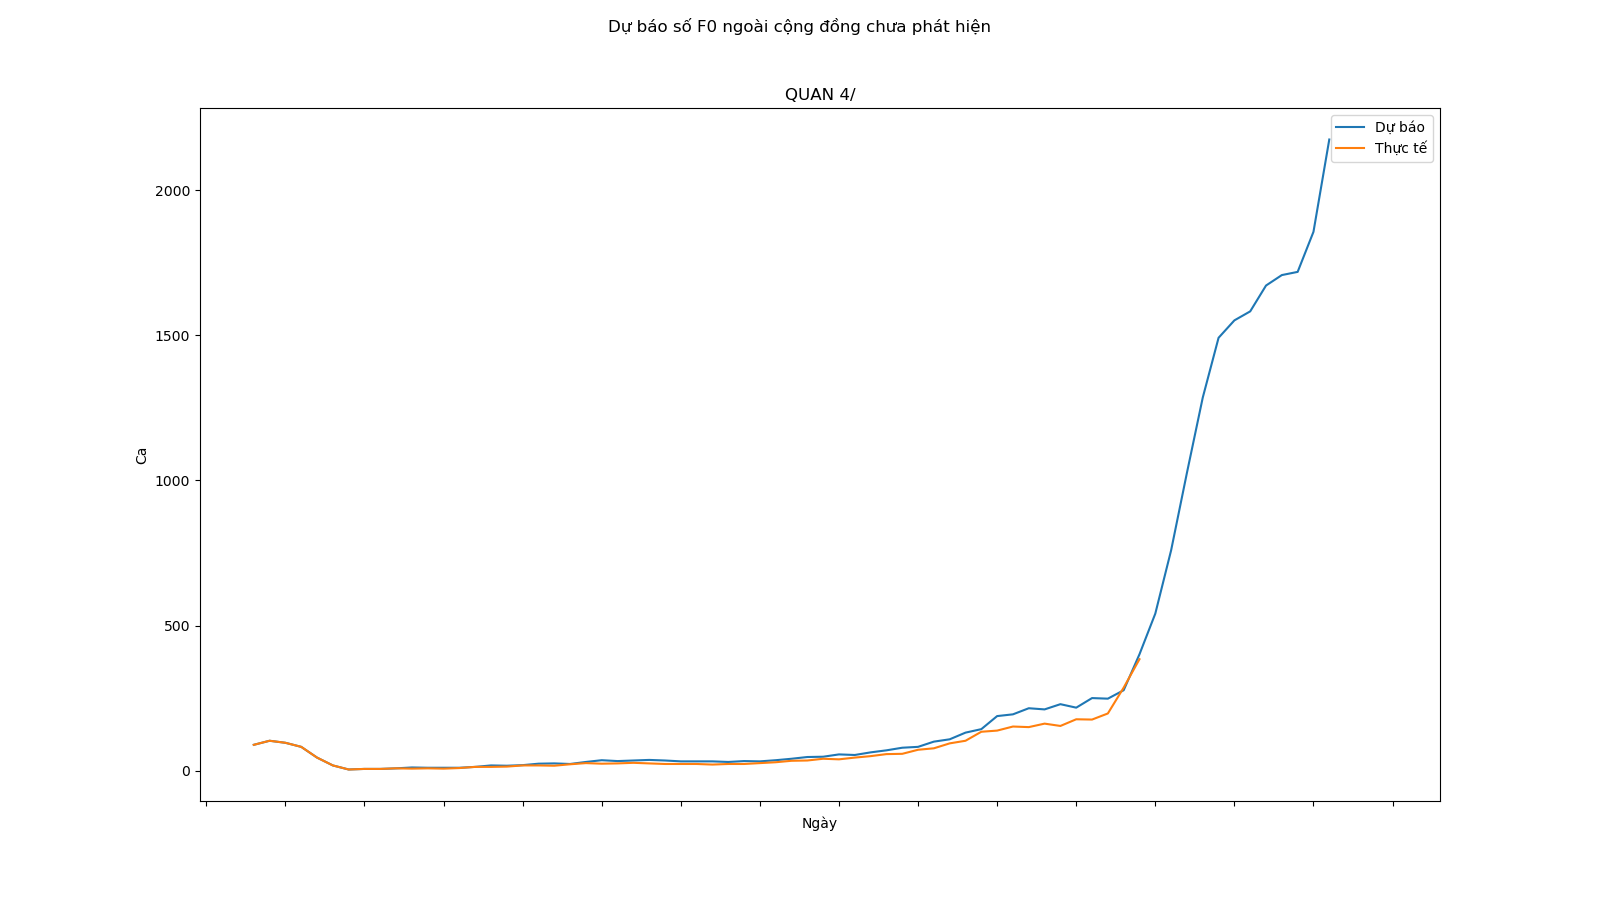 Dự báo số F0 ngoài cộng đồng chưa phát hiện
QUAN 4/
Dự báo
Thực tế
2000
1500
1000
500
0
Ca
Ngày